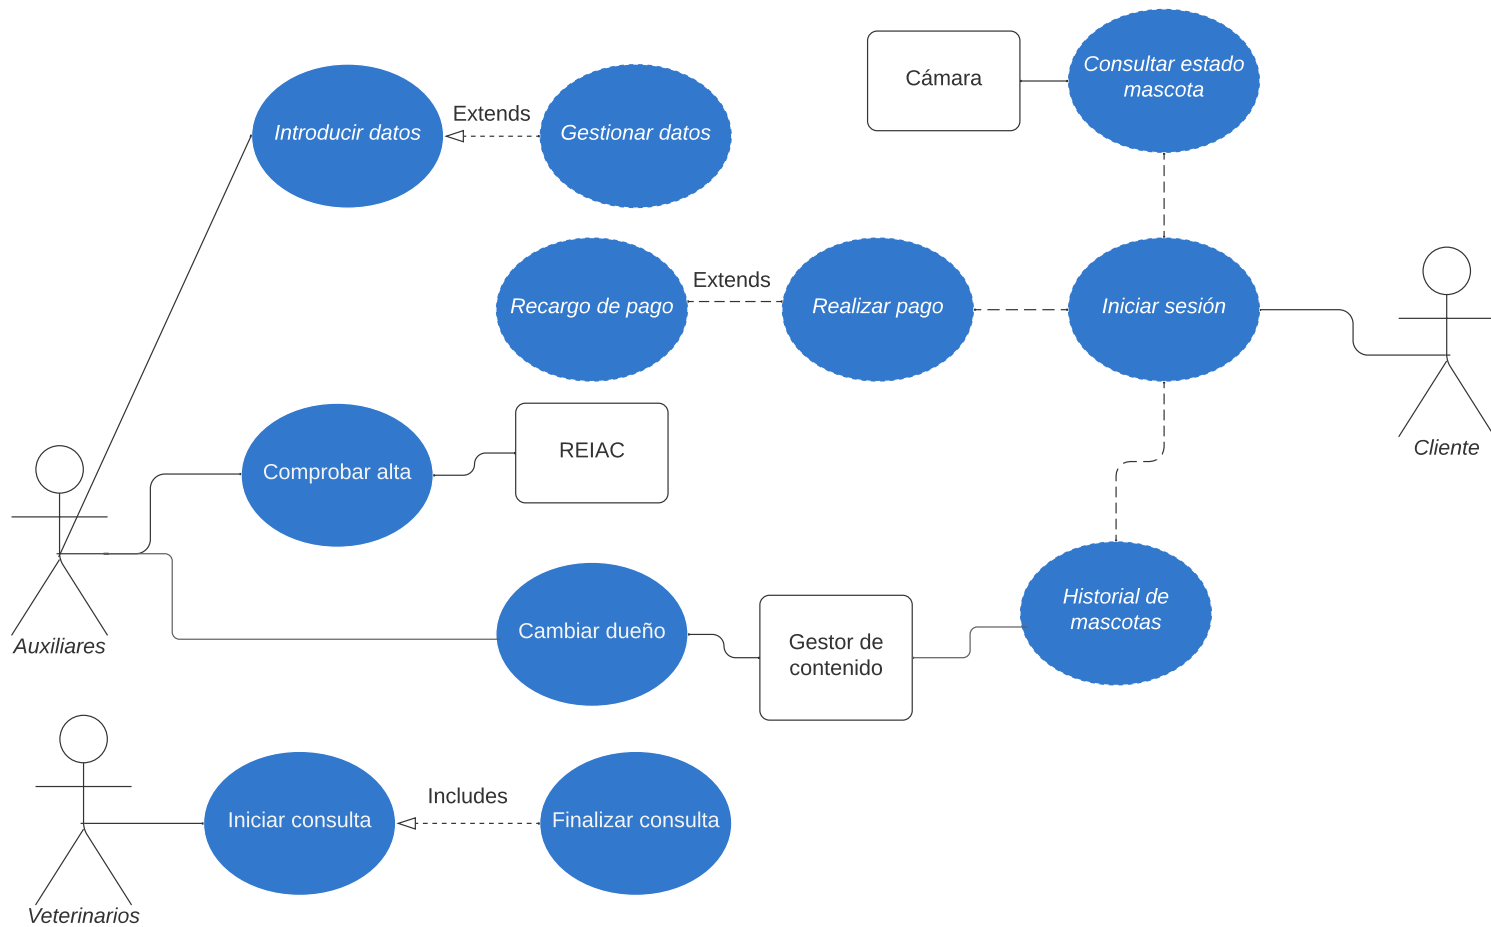 Cámara
Consultar estado
mascota
Introducir datos
Extends
Gestionar datos
Recargo de pago
Extends
Realizar pago
Iniciar sesión
Cliente
Comprobar alta
REIAC
Auxiliares
Cambiar dueño
Gestor de
contenido
Historial de
mascotas
Iniciar consulta
Includes
Finalizar consulta
Veterinarios